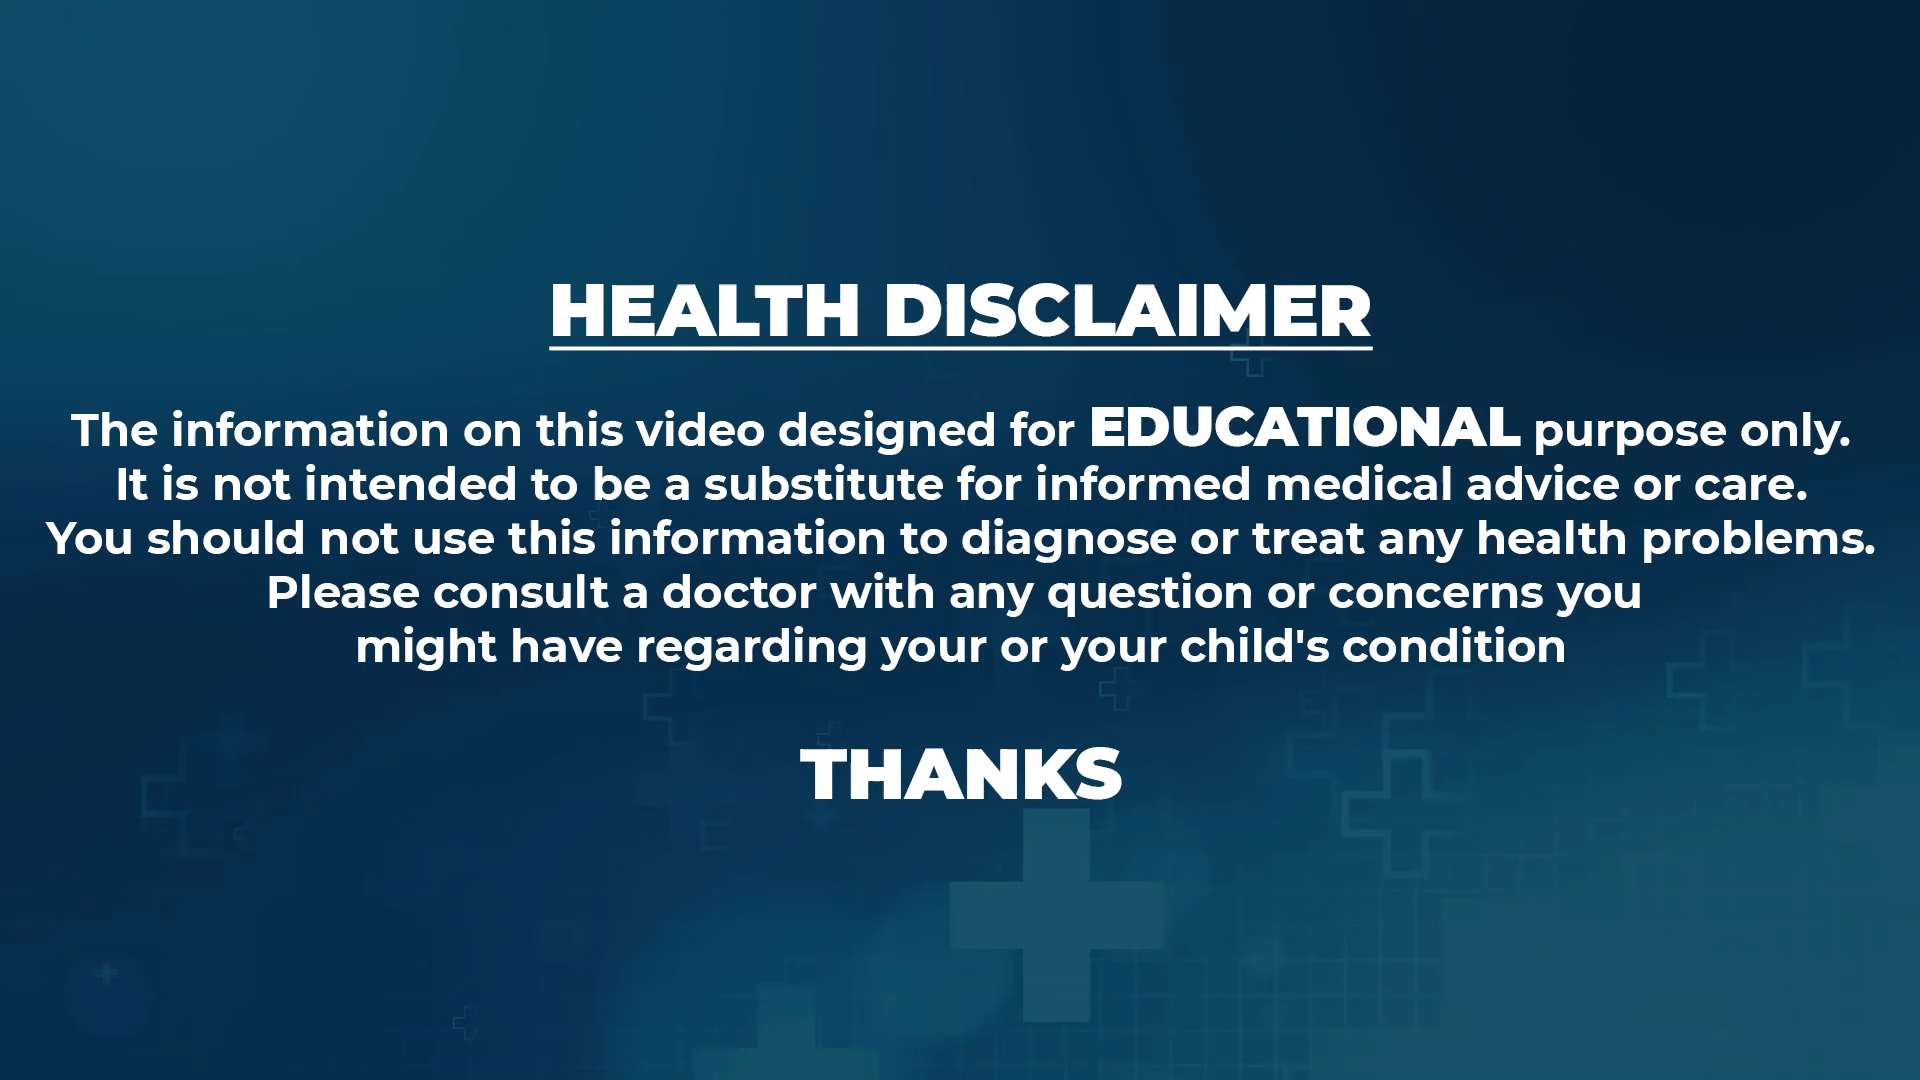 HEALTH DISCLAIMER
The information on this video designed for EDUCATIONAL purpose only.
It is not intended to be a substitute for informed medical advice or care.
You should not use this information to diagnose or treat any health problems.
Please consult a doctor with any question or concerns you
might have regarding your or your child's condition
THANKS